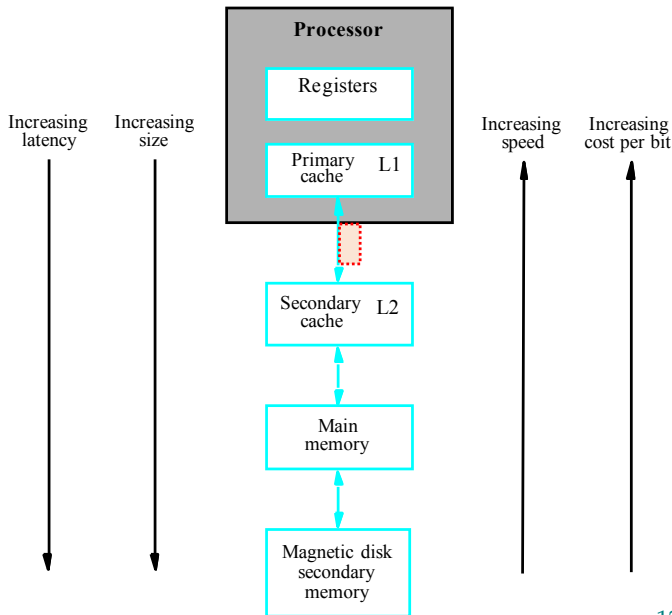 Processor
Registers
Increasing
latency
Increasing
size
Increasing
speed
Increasing
cost per bit
Primary
cache
L1
Secondary
cache
L2
Main
memory
Magnetic disk
secondary
memory